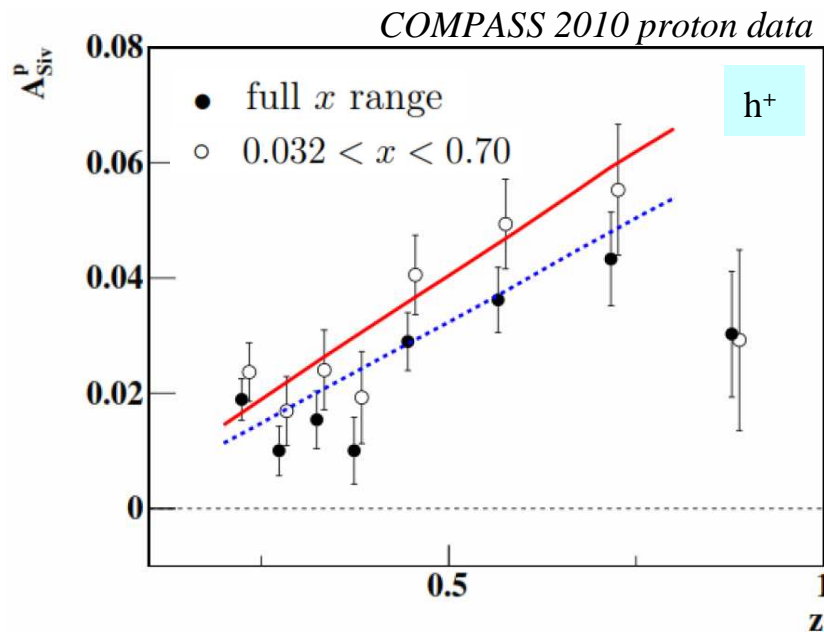 COMPASS 2010 proton data
A^p_Siv
0.08
0.06
0.04
0.02
0
● full x range
○ 0.032 < x < 0.70
h⁺
0.5
1
z